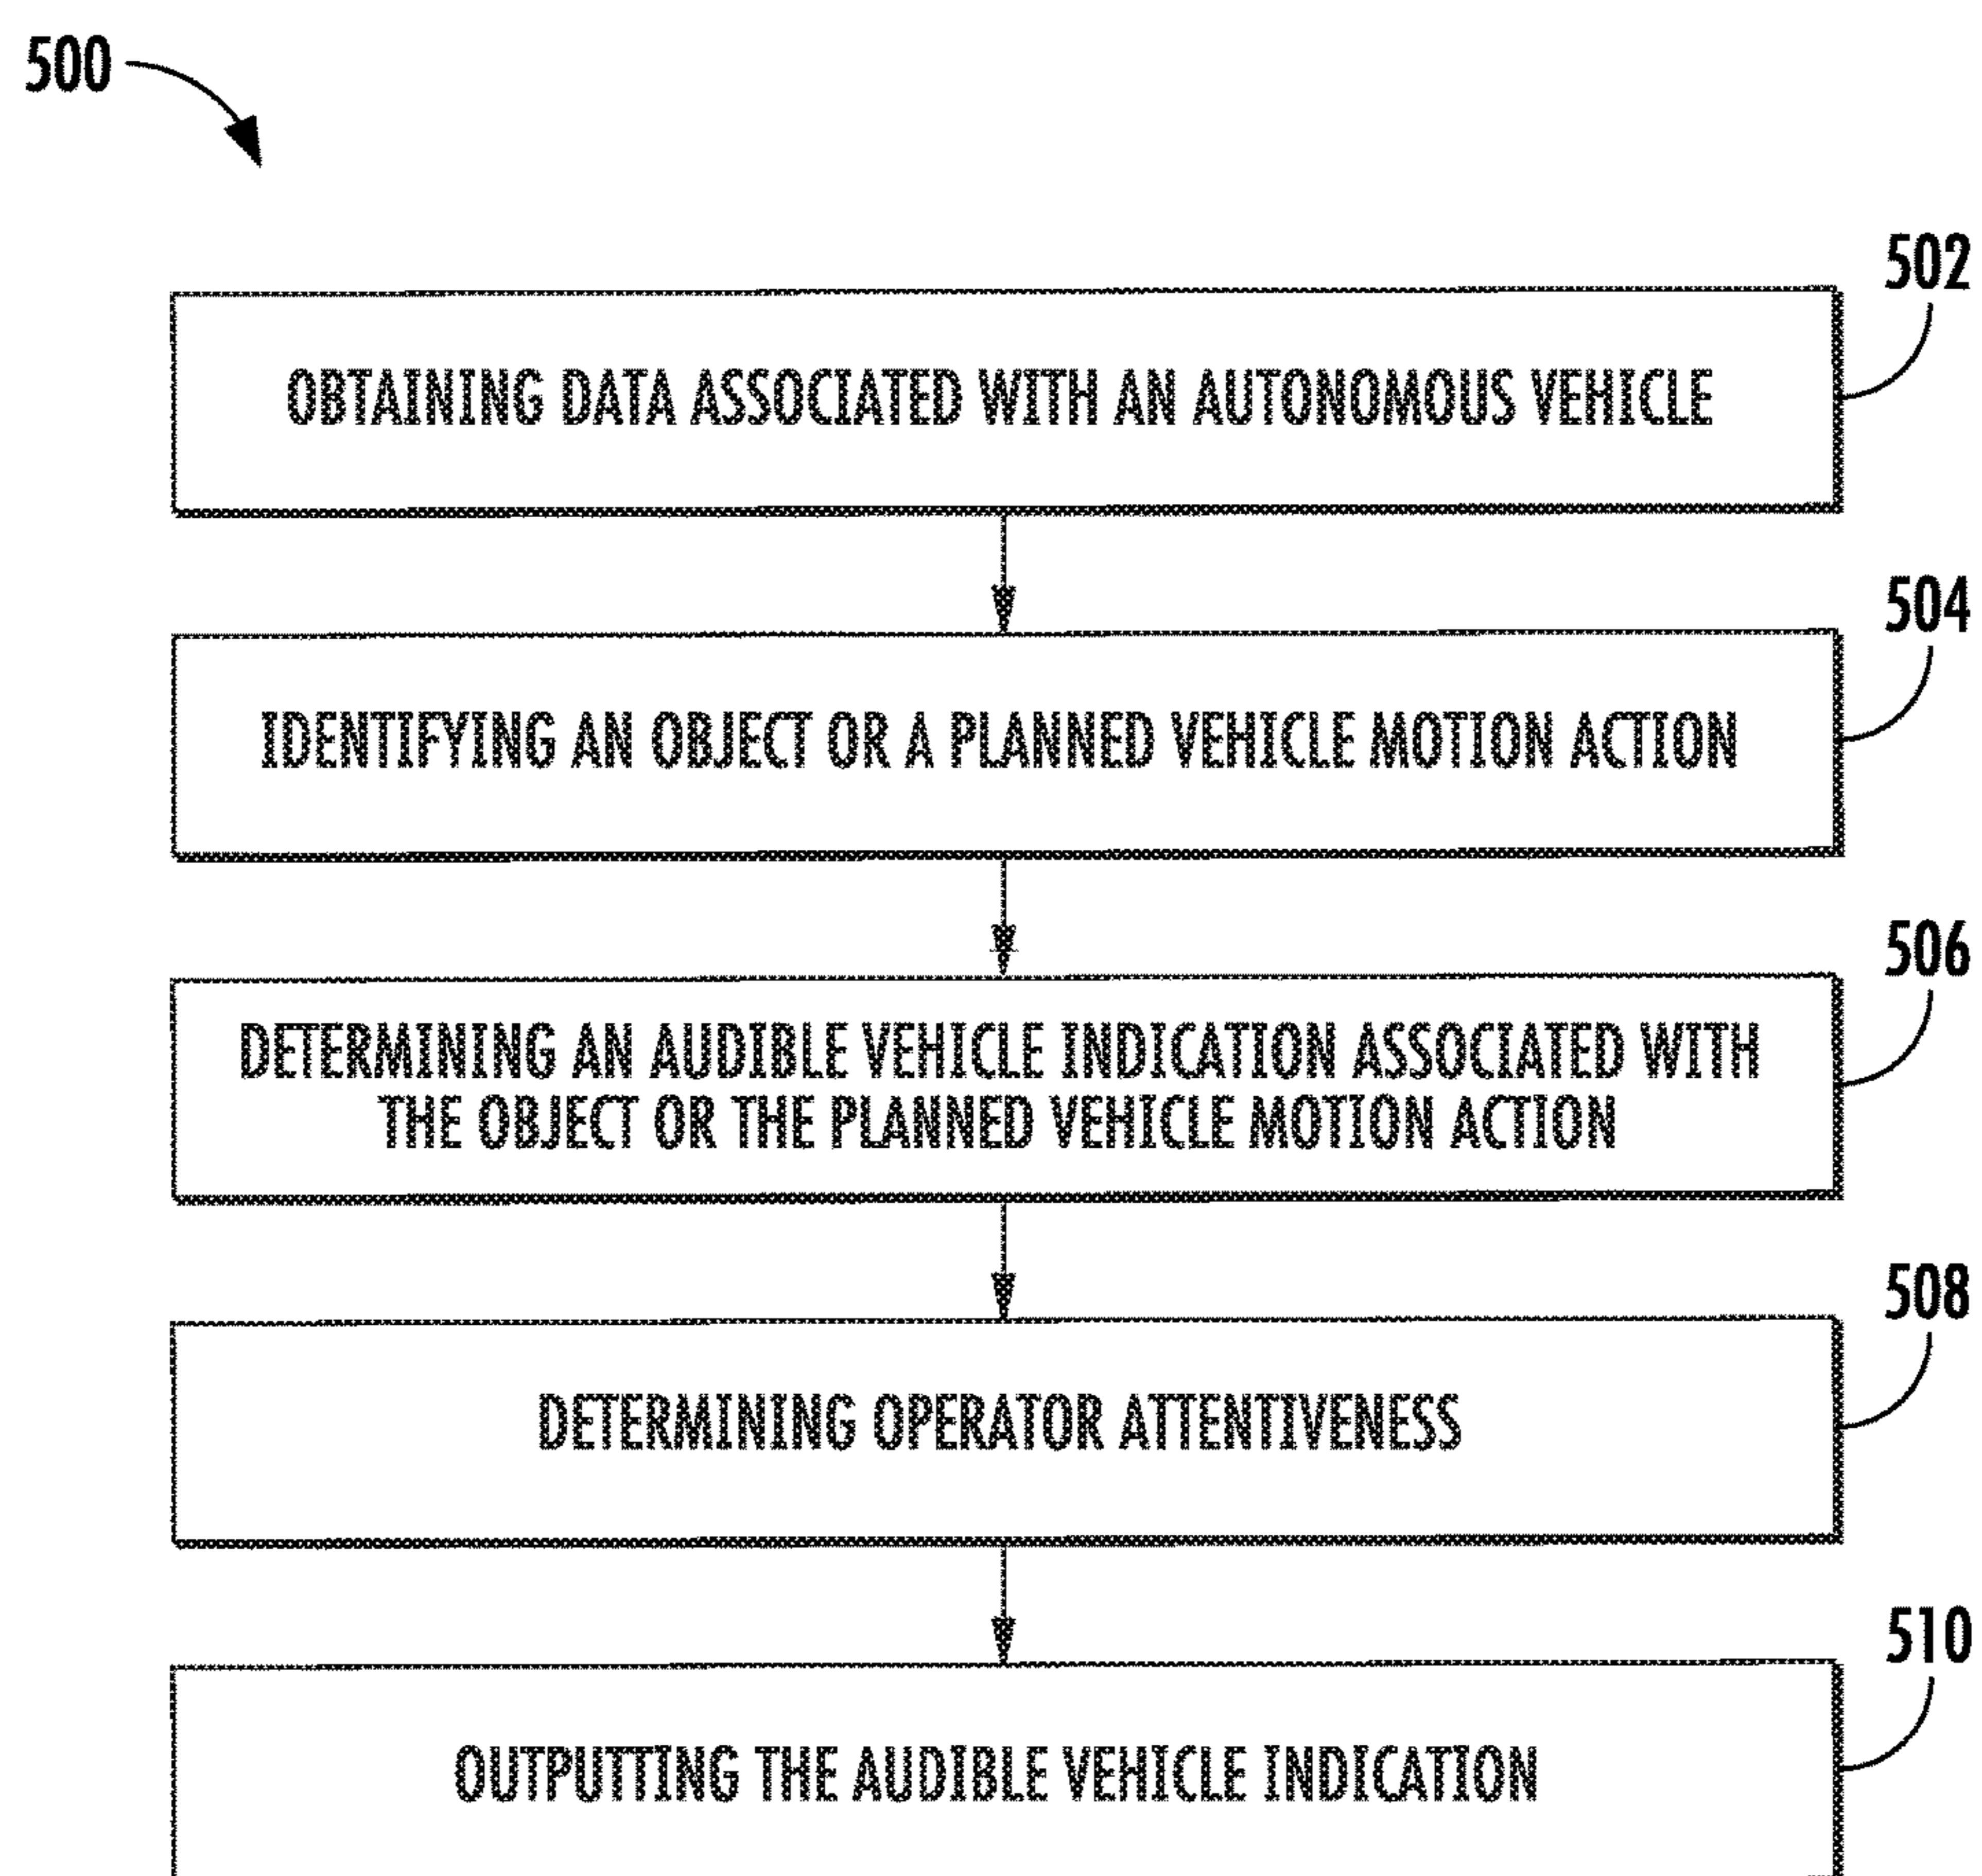 500
502
OBTAINING DATA ASSOCIATED WITH AN AUTONOMOUS VEHICLE
504
IDENTIFYING AN OBJECT OR A PLANNED VEHICLE MOTION ACTION
506
DETERMINING AN AUDIBLE VEHICLE INDICATION ASSOCIATED WITH
THE OBJECT OR THE PLANNED VEHICLE MOTION ACTION
508
DETERMINING OPERATOR ATTENTIVENESS
510
OUTPUTTING THE AUDIBLE VEHICLE INDICATION